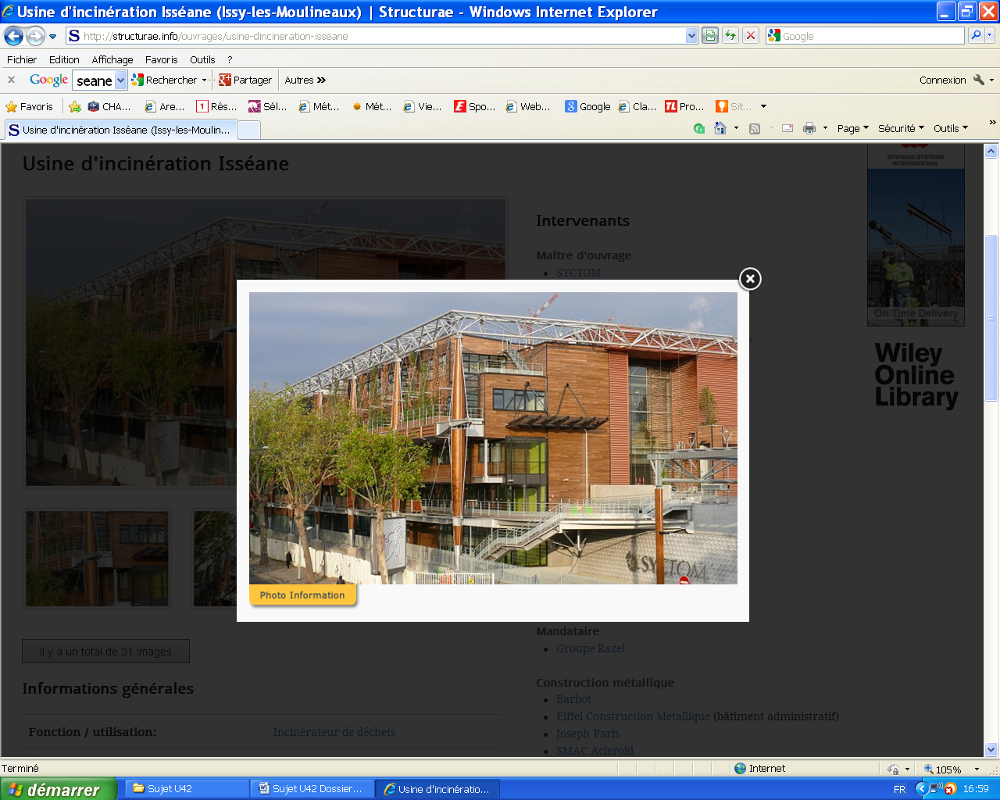 Usine d'incinération Isséane (Issy-les-Moulineaux) | Structurae - Windows Internet Explorer
http://structurae.info/ouvrages/usine-dincineration-isseane
Google
Fichier Edition Affichage Favoris Outils ?
x Google seane Rechercher Partager Autres » Connexion
Favoris CHA... Are... Rés... Sél... Mét... Mét... Vie... Spo... Web... Google Cla... Pro... Sit...
Usine d'incinération Isséane (Issy-les-Moulin... Page Sécurité Outils »
Usine d'incinération Isséane
DYWIDAG-SYSTEMS
INTERNATIONAL
On Time Delivery
Wiley
Online
Library
Intervenants
Maître d'ouvrage
SYCTOM
SYCTOM
Photo Information
Mandataire
Groupe Razel
Construction métallique
Barbot
Eiffel Construction Metallique (bâtiment administratif)
Joseph Paris
SMAC Acieroïd
Il y a un total de 31 images
Informations générales
Fonction / utilisation: Incinérateur de déchets
Terminé Internet 105%
démarrer Sujet U42 Sujet U42 Dossier... Usine d'incinératio... FR 16:59